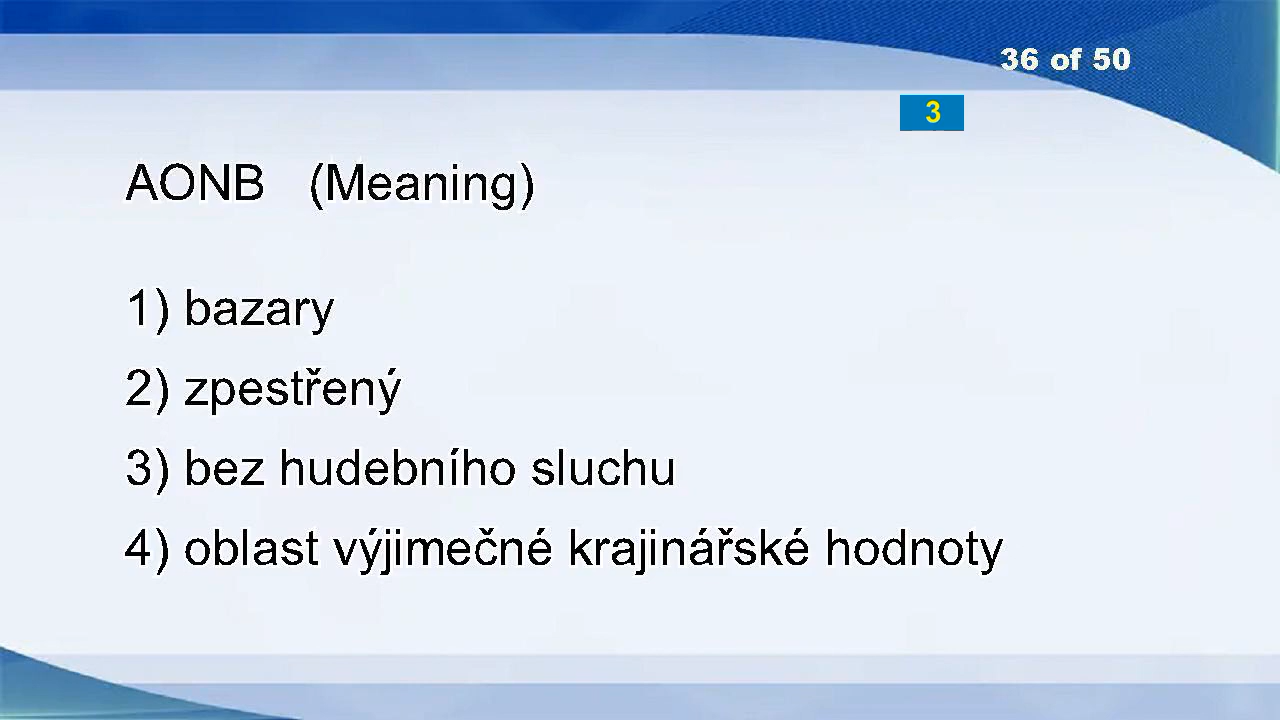 36 of 50
3
AONB (Meaning)
1) bazary
2) zpestřený
3) bez hudebního sluchu
4) oblast výjimečné krajinářské hodnoty